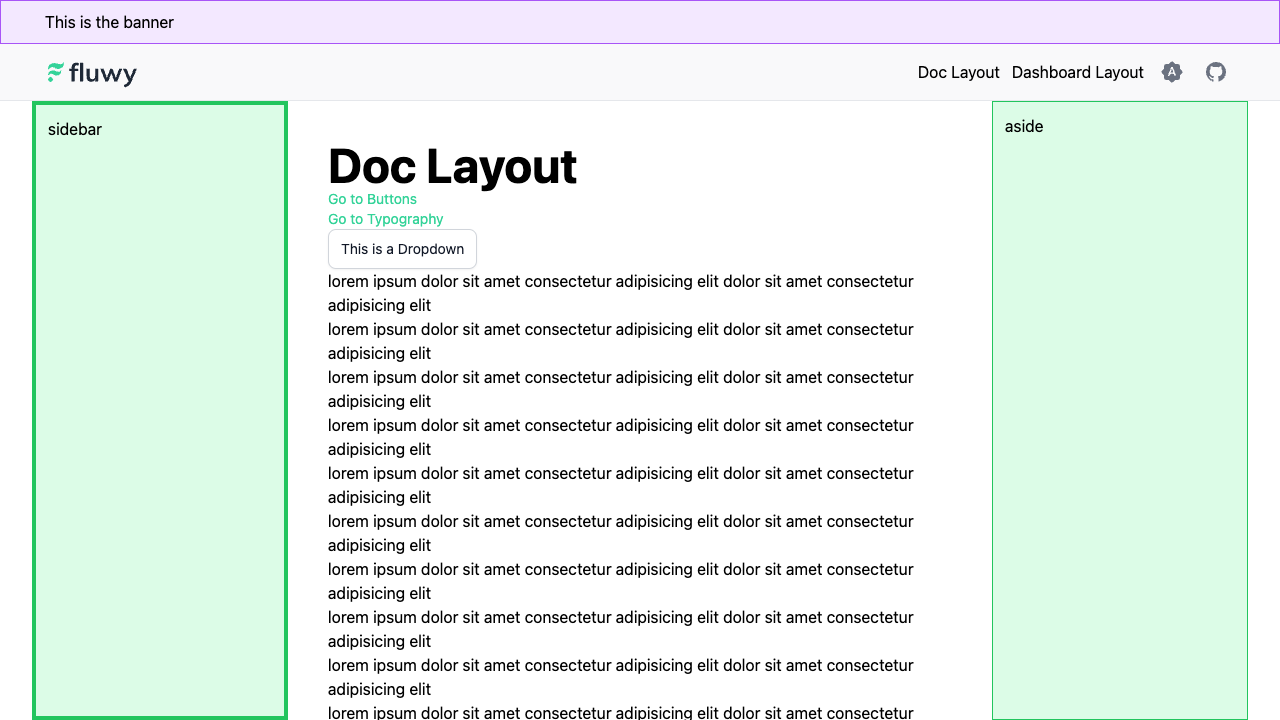 This is the banner
fluwy
Doc Layout Dashboard Layout A
sidebar
Doc Layout
Go to Buttons
Go to Typography
This is a Dropdown
lorem ipsum dolor sit amet consectetur adipisicing elit dolor sit amet consectetur
adipisicing elit
lorem ipsum dolor sit amet consectetur adipisicing elit dolor sit amet consectetur
adipisicing elit
lorem ipsum dolor sit amet consectetur adipisicing elit dolor sit amet consectetur
adipisicing elit
lorem ipsum dolor sit amet consectetur adipisicing elit dolor sit amet consectetur
adipisicing elit
lorem ipsum dolor sit amet consectetur adipisicing elit dolor sit amet consectetur
adipisicing elit
lorem ipsum dolor sit amet consectetur adipisicing elit dolor sit amet consectetur
adipisicing elit
lorem ipsum dolor sit amet consectetur adipisicing elit dolor sit amet consectetur
adipisicing elit
lorem ipsum dolor sit amet consectetur adipisicing elit dolor sit amet consectetur
adipisicing elit
lorem ipsum dolor sit amet consectetur adipisicing elit dolor sit amet consectetur
adipisicing elit
lorem ipsum dolor sit amet consectetur adipisicing elit dolor sit amet consectetur
aside